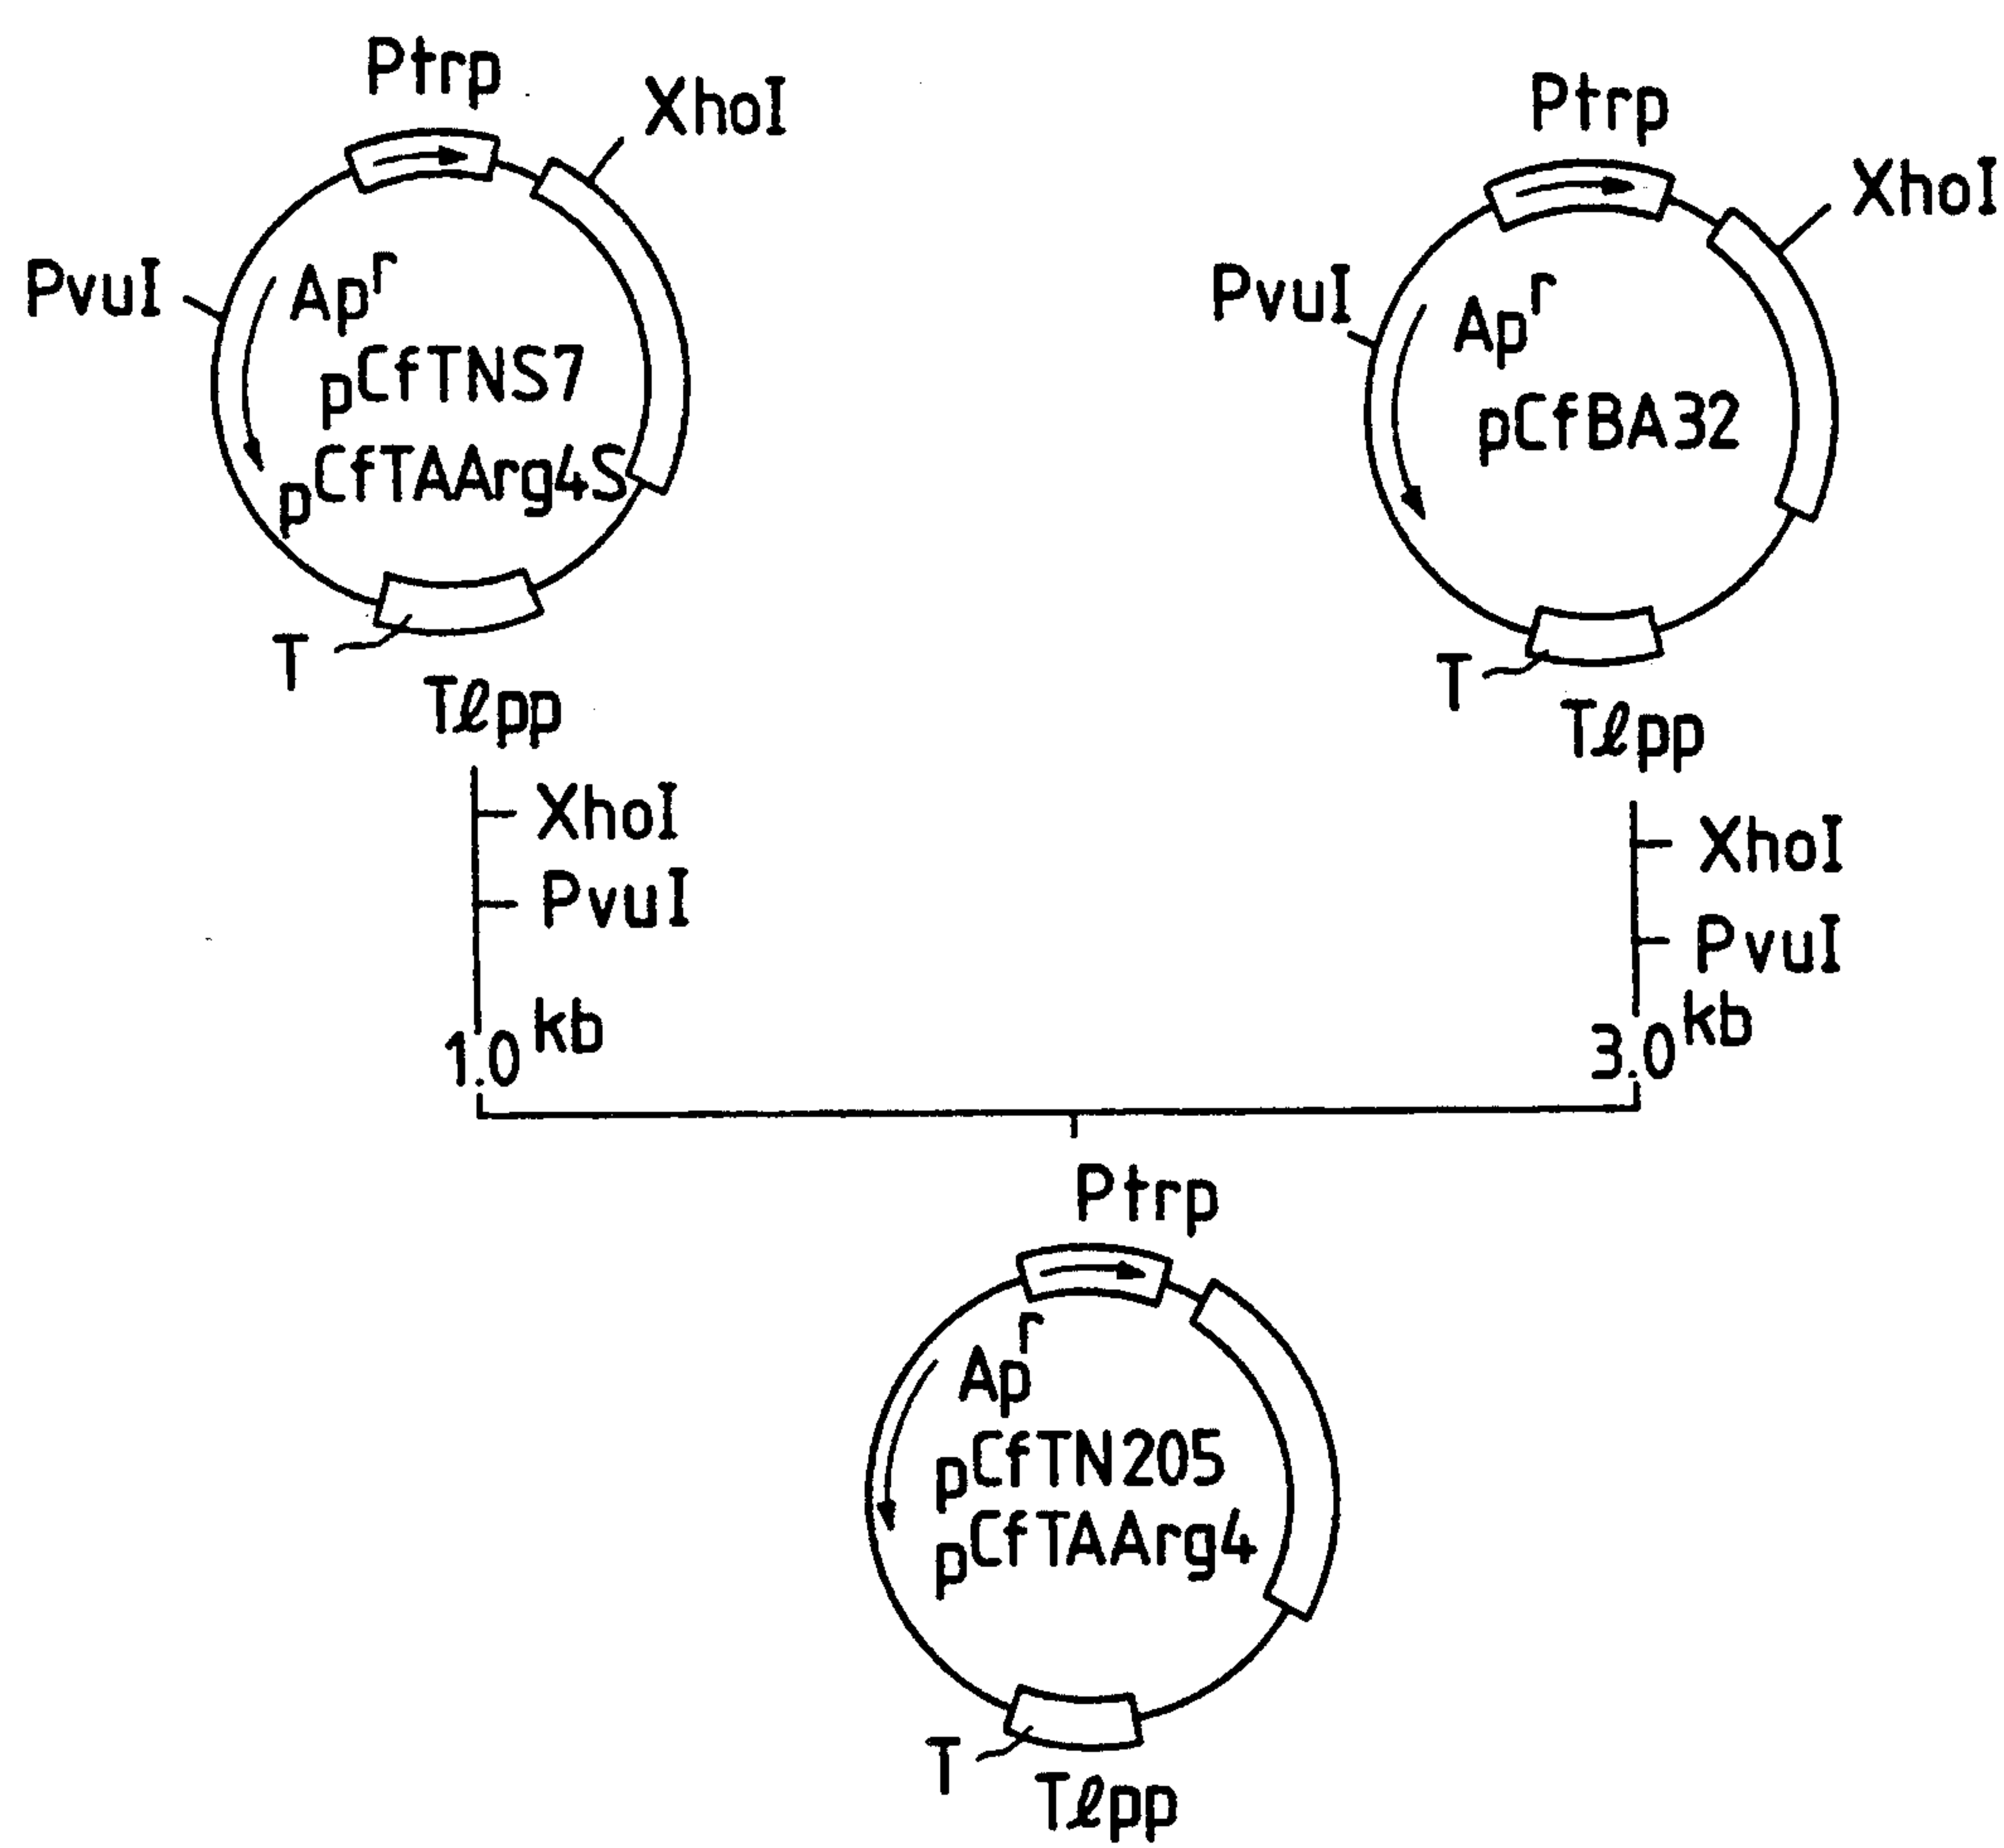 Ptrp
XhoI
PvuI
Apr
pCfTNS7
pCfTAArg4S
T
Tlpp
XhoI
PvuI
1.0 kb
Ptrp
XhoI
PvuI
Apr
pCfBA32
T
Tlpp
XhoI
PvuI
3.0 kb
Ptrp
Apr
pCfTN205
pCfTAArg4
T
Tlpp